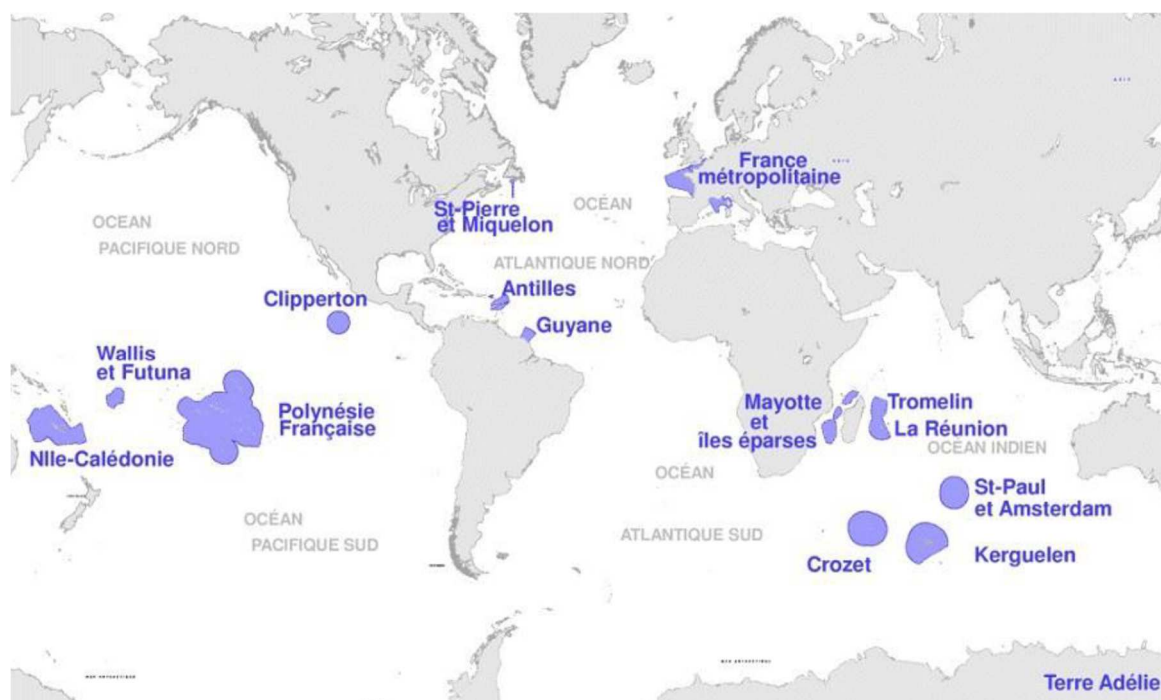 France
métropolitaine
St-Pierre
et Miquelon
OCÉAN
OCEAN
PACIFIQUE NORD
ATLANTIQUE NORD
Clipperton
Antilles
Guyane
Wallis
et Futuna
Polynésie
Française
Nlle-Calédonie
Mayotte
et
îles éparses
Tromelin
La Réunion
OCÉAN INDIEN
OCÉAN
ATLANTIQUE SUD
St-Paul
et Amsterdam
OCÉAN
PACIFIQUE SUD
Crozet
Kerguelen
Terre Adélie